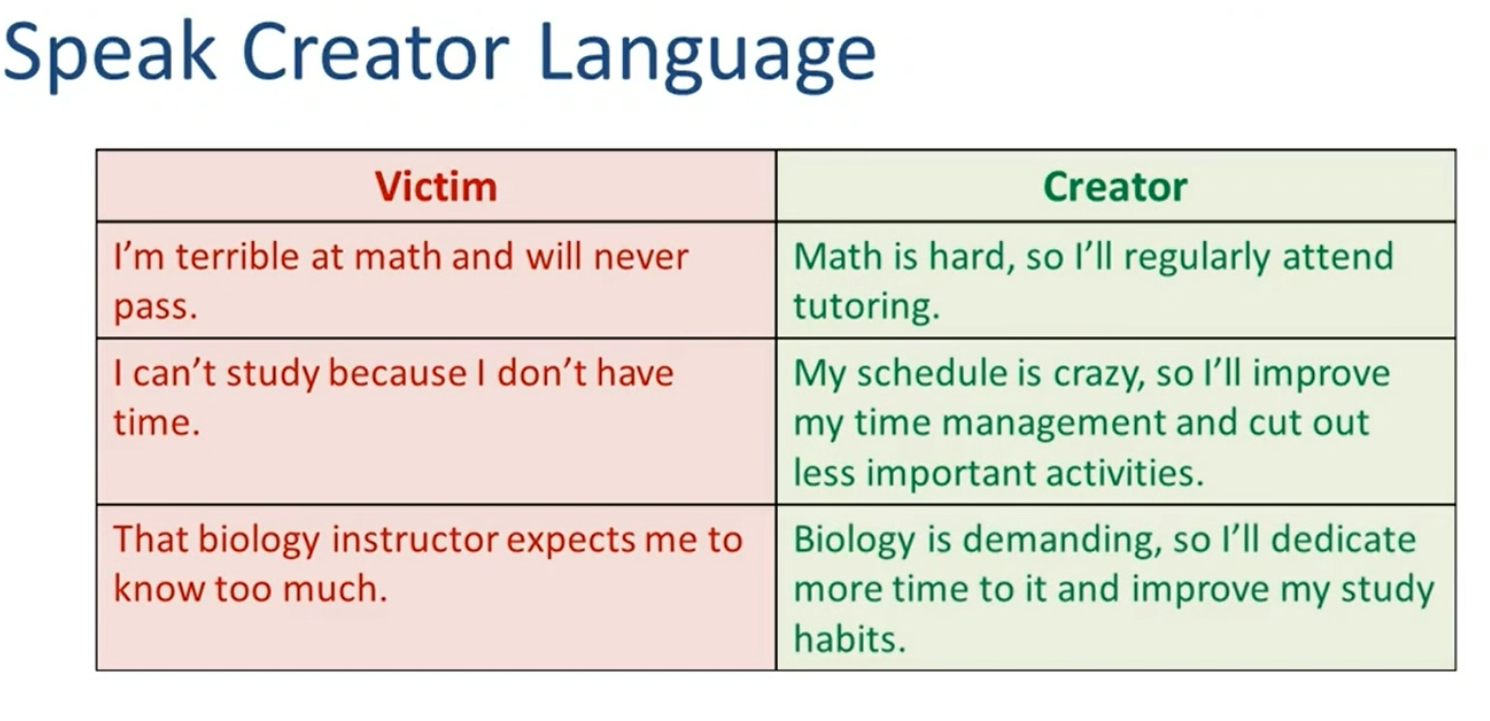 Speak Creator Language
Victim
Creator
I’m terrible at math and will never
pass.
Math is hard, so I’ll regularly attend
tutoring.
I can’t study because I don’t have
time.
My schedule is crazy, so I’ll improve
my time management and cut out
less important activities.
That biology instructor expects me to
know too much.
Biology is demanding, so I’ll dedicate
more time to it and improve my study
habits.